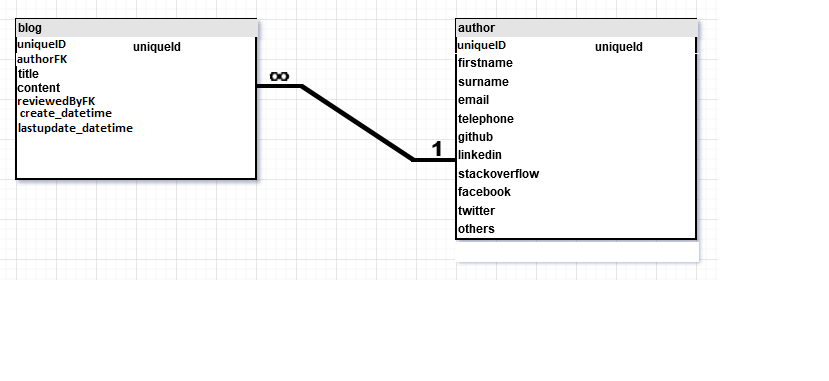 blog
uniqueID uniqueId
authorFK
title
content
reviewedByFK
create_datetime
lastupdate_datetime
∞
1
author
uniqueID uniqueId
firstname
surname
email
telephone
github
linkedin
stackoverflow
facebook
twitter
others